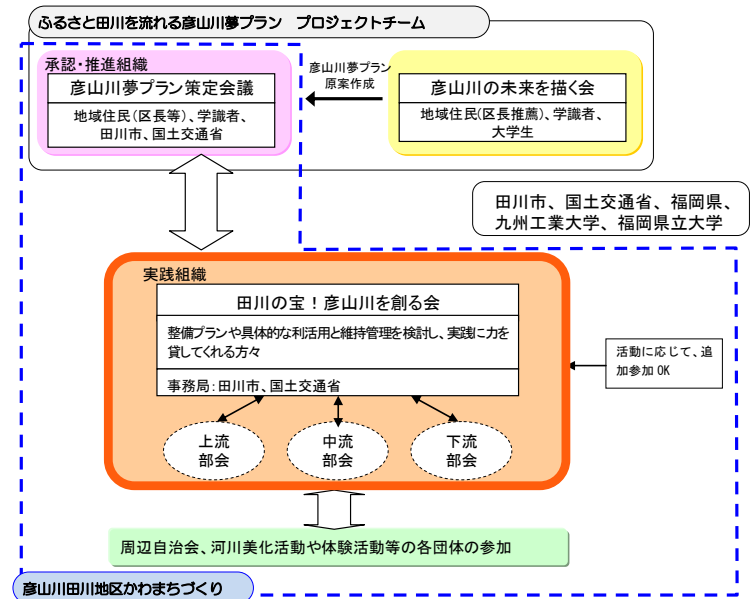 ふるさと田川を流れる彦山川夢プラン　プロジェクトチーム
承認・推進組織
彦山川夢プラン策定会議
地域住民（区長等）、学識者、
田川市、国土交通省
彦山川夢プラン
原案作成
彦山川の未来を描く会
地域住民(区長推薦)、学識者、
大学生
田川市、国土交通省、福岡県、
九州工業大学、福岡県立大学
実践組織
田川の宝！彦山川を創る会
整備プランや具体的な利活用と維持管理を検討し、実践に力を
貸してくれる方々
事務局：田川市、国土交通省
活動に応じて、追
加参加 OK
上流
部会
中流
部会
下流
部会
周辺自治会、河川美化活動や体験活動等の各団体の参加
彦山川田川地区かわまちづくり